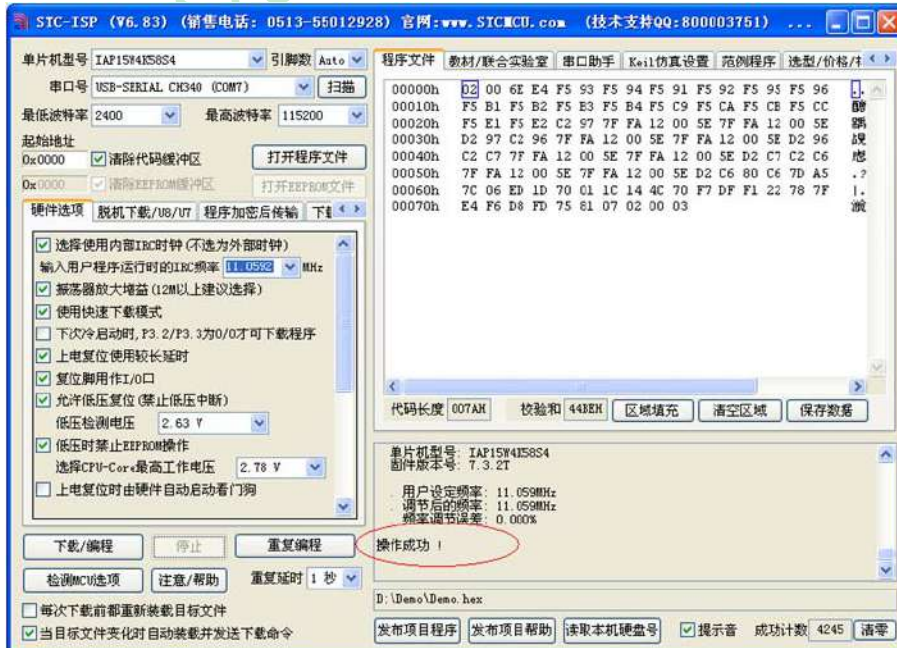 STC-ISP (V6.83) (销售电话: 0513-55012928) 官网:www.STCMCU.com (技术支持QQ:800003751) ...
单片机型号 IAP15W4K58S4 引脚数 Auto
串口号 USB-SERIAL CH340 (COM7) 扫描
最低波特率 2400 最高波特率 115200
起始地址
0x0000 清除代码缓冲区 打开程序文件
0x0000 清除EEPROM缓冲区 打开EEPROM文件
硬件选项 脱机下载/U8/U7 程序加密后传输
选择使用内部IRC时钟(不选为外部时钟)
输入用户程序运行时的IRC频率 11.0592 MHz
振荡器放大增益(12M以上建议选择)
使用快速下载模式
下次冷启动时,P3.2/P3.3为0/0才可下载程序
上电复位使用较长延时
复位脚用作I/O口
允许低压复位(禁止低压中断)
低压检测电压 2.63 V
低压时禁止EEPROM操作
选择CPU-Core最高工作电压 2.78 V
上电复位时由硬件自动启动看门狗
下载/编程 停止 重复编程
检测MCU选项 注意/帮助 重复延时 1 秒
每次下载前都重新装载目标文件
当目标文件变化时自动装载并发送下载命令
程序文件 教材/联合实验室 串口助手 Keil仿真设置 范例程序 选型/价格/
00000h 02 00 6E E4 F5 93 F5 94 F5 91 F5 92 F5 95 F5 96
00010h F5 B1 F5 B2 F5 B3 F5 B4 F5 C9 F5 CA F5 CB F5 CC
00020h F5 E1 F5 E2 C2 97 7F FA 12 00 5E 7F FA 12 00 5E
00030h D2 97 C2 96 7F FA 12 00 5E 7F FA 12 00 5E D2 96
00040h C2 C7 7F FA 12 00 5E 7F FA 12 00 5E D2 C7 C2 C6
00050h 7F FA 12 00 5E 7F FA 12 00 5E D2 C6 80 C6 7D A5
00060h 7C 06 ED 1D 70 01 1C 14 4C 70 F7 DF F1 22 78 7F
00070h E4 F6 D8 FD 75 81 07 02 00 03
代码长度 007AH 校验和 44BEH 区域填充 清空区域 保存数据
单片机型号: IAP15W4K58S4
固件版本号: 7.3.2T
. 用户设定频率: 11.059MHz
. 调节后的频率: 11.059MHz
频率调节误差: 0.000%
操作成功 !
D:\Demo\Demo.hex
发布项目程序 发布项目帮助 读取本机硬盘号 提示音 成功计数 4245 清零